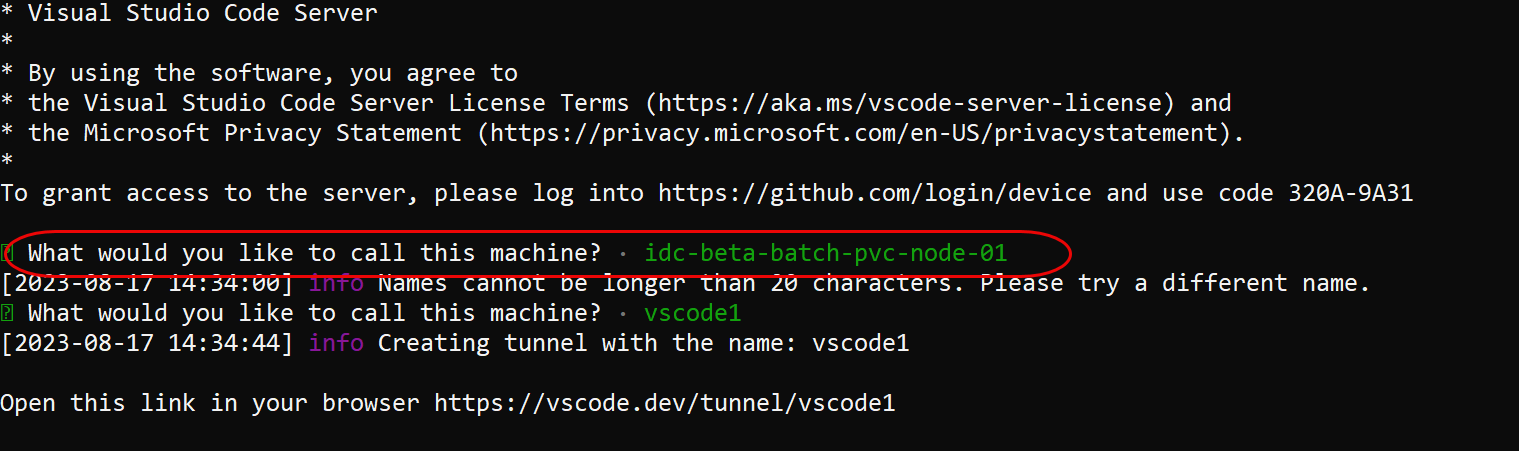 * Visual Studio Code Server
*
* By using the software, you agree to
* the Visual Studio Code Server License Terms (https://aka.ms/vscode-server-license) and
* the Microsoft Privacy Statement (https://privacy.microsoft.com/en-US/privacystatement).
*
To grant access to the server, please log into https://github.com/login/device and use code 320A-9A31
? What would you like to call this machine? · idc-beta-batch-pvc-node-01
[2023-08-17 14:34:00] info Names cannot be longer than 20 characters. Please try a different name.
? What would you like to call this machine? · vscode1
[2023-08-17 14:34:44] info Creating tunnel with the name: vscode1
Open this link in your browser https://vscode.dev/tunnel/vscode1